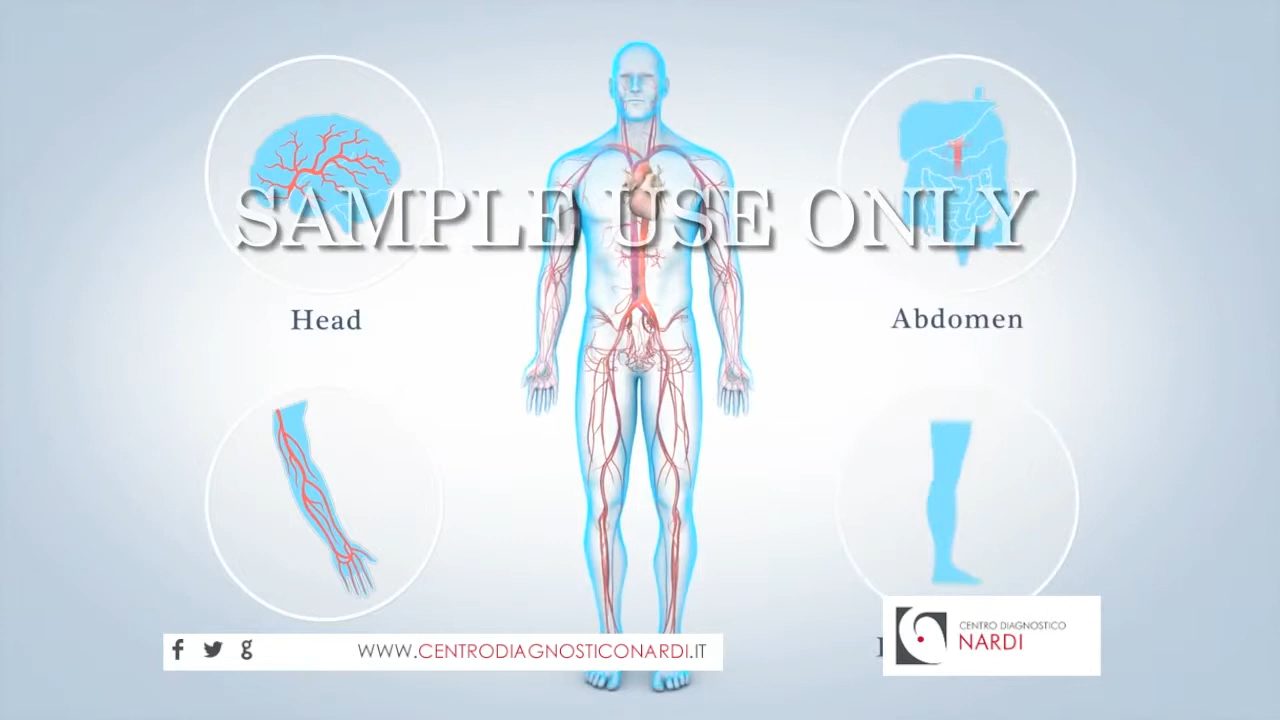 SAMPLE USE ONLY
Head
Abdomen
WWW.CENTRODIAGNOSTICONARDI.IT
CENTRO DIAGNOSTICO
NARDI